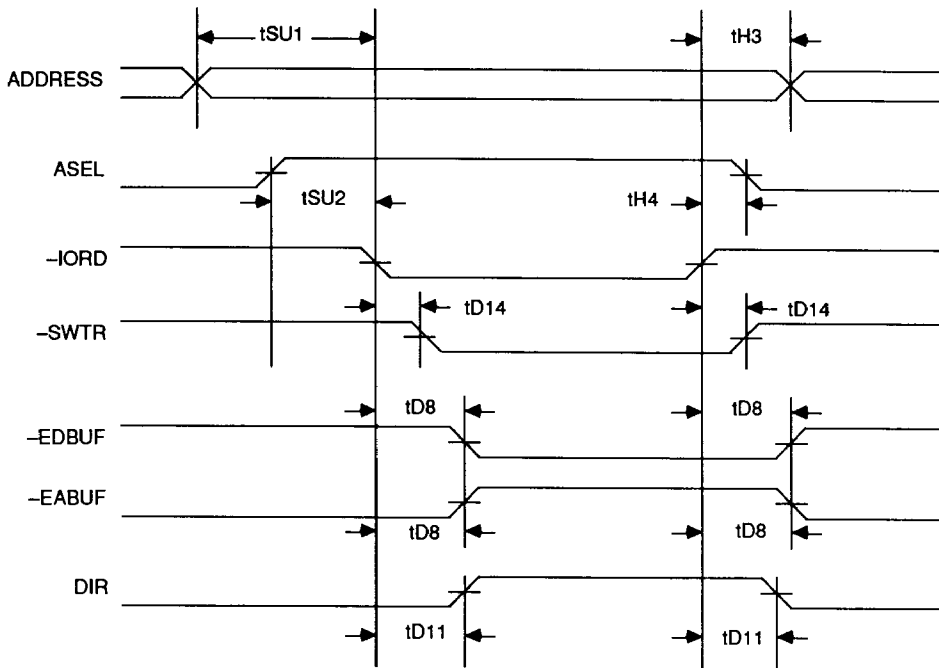 tSU1
tH3
ADDRESS
ASEL
tSU2
tH4
–IORD
tD14
tD14
–SWTR
tD8
tD8
–EDBUF
–EABUF
tD8
tD8
DIR
tD11
tD11